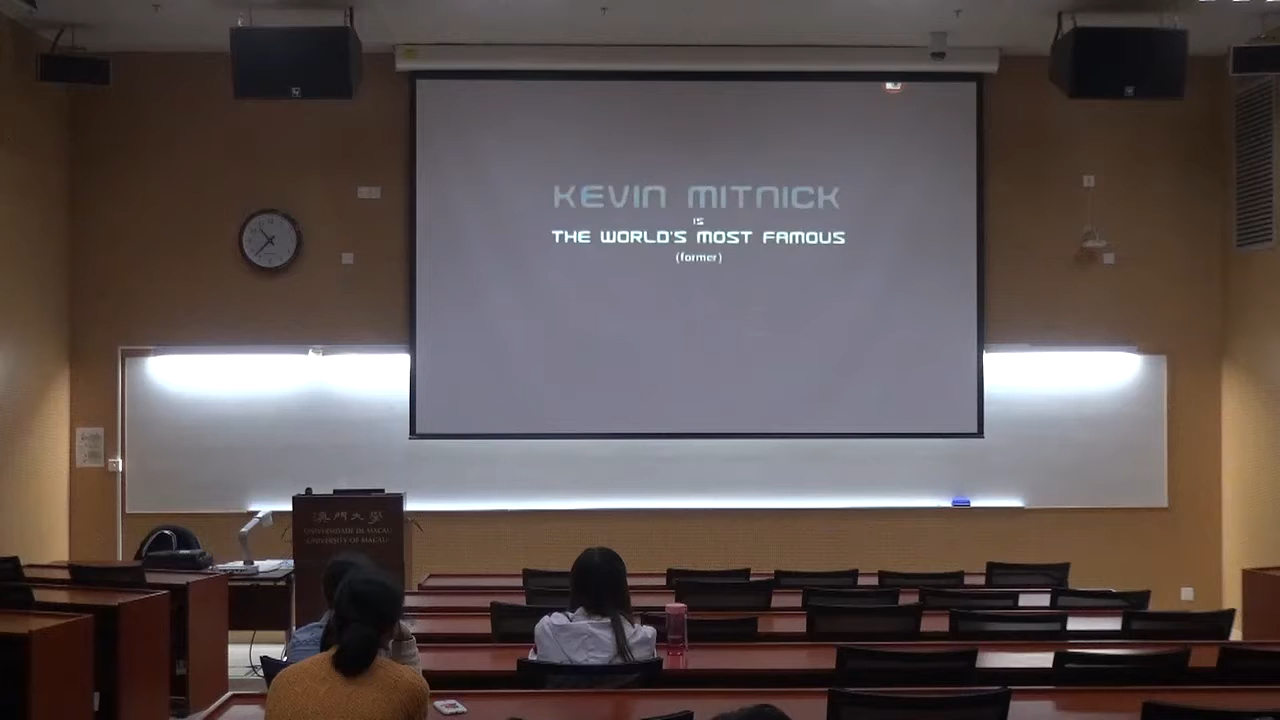 KEVIN MITNICK
IS
THE WORLD'S MOST FAMOUS
(former)
澳門大學
UNIVERSIDADE DE MACAU
UNIVERSITY OF MACAU